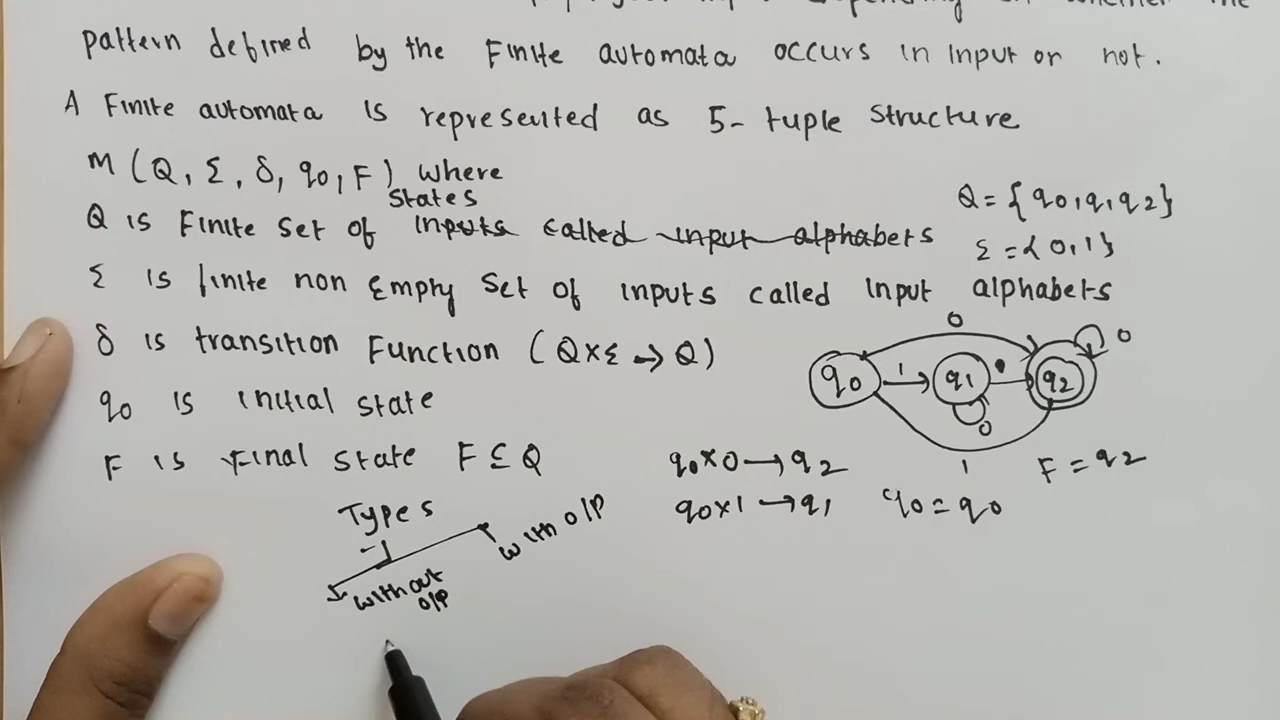 pattern defined by the Finite automata occurs in input or not.
A Finite automata is represented as 5- tuple structure
M (Q, Σ, δ, q0, F) where
States
Q is Finite set of inputs called input alphabets
Q = {q0, q1 q2}
Σ = {0,1}
Σ is finite non Empty Set of inputs called Input alphabets
δ is transition Function (Q×Σ → Q)
0
0
q0 1 q1 q2
0
1
q0 is initial state
F is Final state F ⊆ Q
q0×0 → q2
F = q2
q0×1 → q1
q0 = q0
Types
with o/p
without
o/p